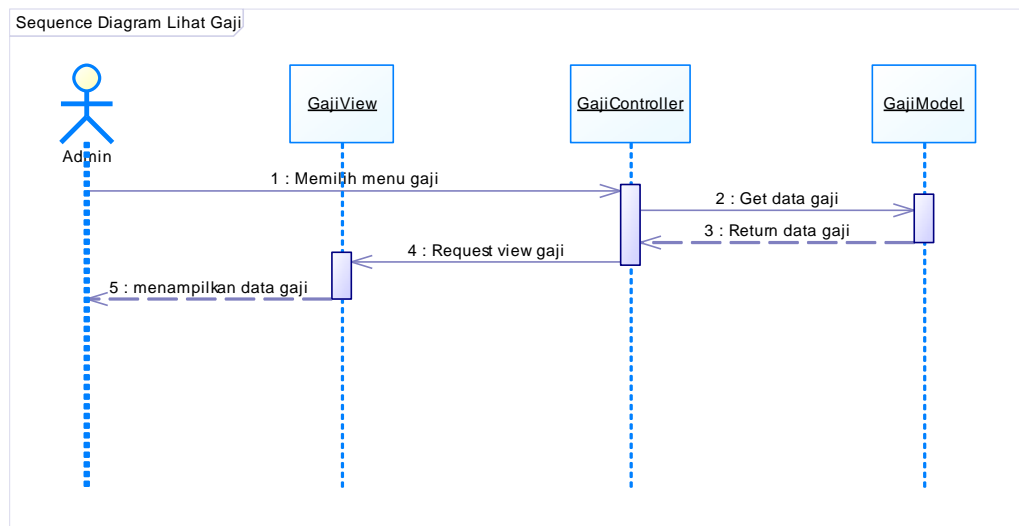 Sequence Diagram Lihat Gaji
GajiView
GajiController
GajiModel
Admin
1 : Memilih menu gaji
2 : Get data gaji
3 : Return data gaji
4 : Request view gaji
5 : menampilkan data gaji